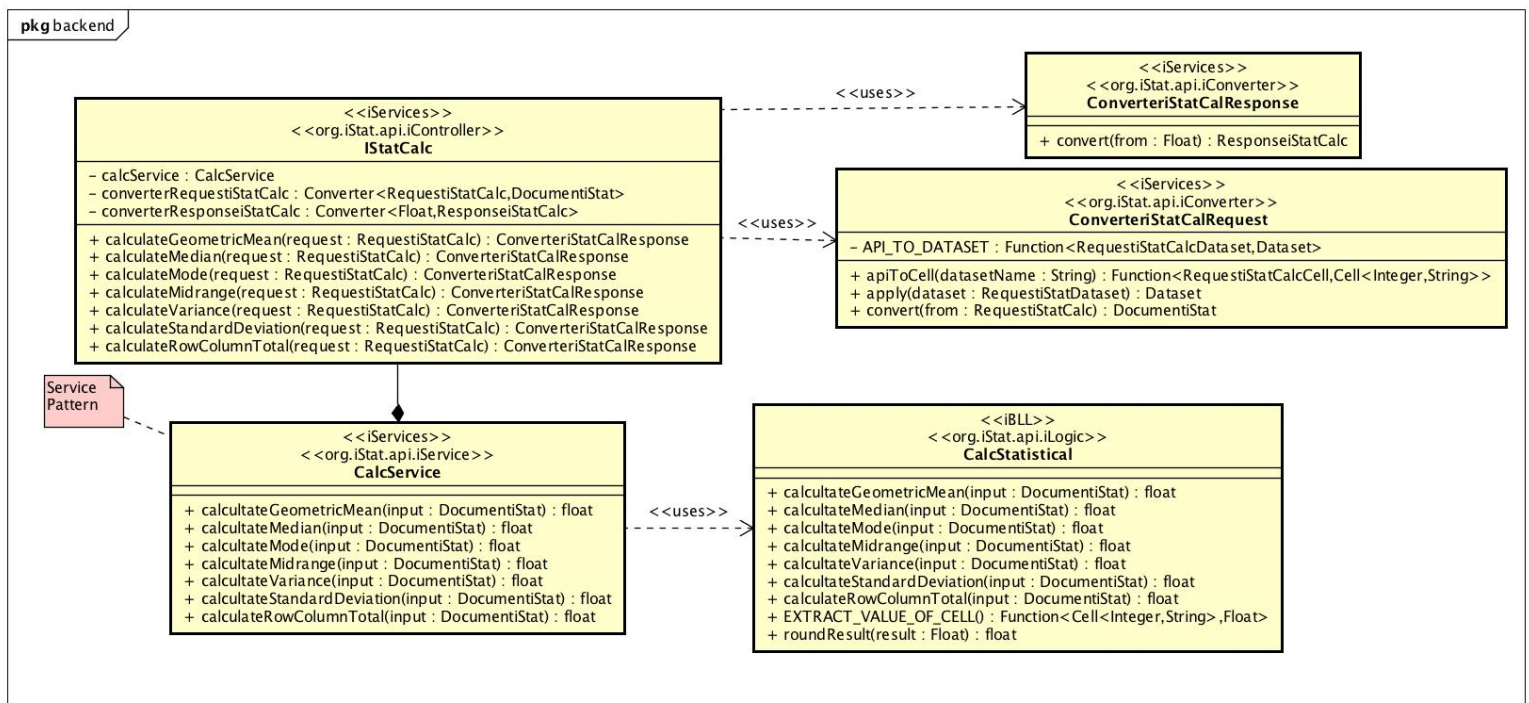 pkg backend
<<iServices>>
<<org.iStat.api.iConverter>>
ConverteriStatCalResponse
+ convert(from : Float) : ResponseiStatCalc
<<uses>>
<<iServices>>
<<org.iStat.api.iController>>
IStatCalc
- calcService : CalcService
- converterRequestiStatCalc : Converter<RequestiStatCalc,DocumentiStat>
- converterResponseiStatCalc : Converter<Float,ResponseiStatCalc>
+ calculateGeometricMean(request : RequestiStatCalc) : ConverteriStatCalResponse
+ calculateMedian(request : RequestiStatCalc) : ConverteriStatCalResponse
+ calculateMode(request : RequestiStatCalc) : ConverteriStatCalResponse
+ calculateMidrange(request : RequestiStatCalc) : ConverteriStatCalResponse
+ calculateVariance(request : RequestiStatCalc) : ConverteriStatCalResponse
+ calculateStandardDeviation(request : RequestiStatCalc) : ConverteriStatCalResponse
+ calculateRowColumnTotal(request : RequestiStatCalc) : ConverteriStatCalResponse
<<uses>>
<<iServices>>
<<org.iStat.api.iConverter>>
ConverteriStatCalRequest
- API_TO_DATASET : Function<RequestiStatCalcDataset,Dataset>
+ apiToCell(datasetName : String) : Function<RequestiStatCalcCell,Cell<Integer,String>>
+ apply(dataset : RequestiStatDataset) : Dataset
+ convert(from : RequestiStatCalc) : DocumentiStat
Service
Pattern
<<iServices>>
<<org.iStat.api.iService>>
CalcService
+ calcultateGeometricMean(input : DocumentiStat) : float
+ calcultateMedian(input : DocumentiStat) : float
+ calcultateMode(input : DocumentiStat) : float
+ calcultateMidrange(input : DocumentiStat) : float
+ calcultateVariance(input : DocumentiStat) : float
+ calcultateStandardDeviation(input : DocumentiStat) : float
+ calculateRowColumnTotal(input : DocumentiStat) : float
<<uses>>
<<iBLL>>
<<org.iStat.api.iLogic>>
CalcStatistical
+ calcultateGeometricMean(input : DocumentiStat) : float
+ calcultateMedian(input : DocumentiStat) : float
+ calcultateMode(input : DocumentiStat) : float
+ calcultateMidrange(input : DocumentiStat) : float
+ calcultateVariance(input : DocumentiStat) : float
+ calcultateStandardDeviation(input : DocumentiStat) : float
+ calculateRowColumnTotal(input : DocumentiStat) : float
+ EXTRACT_VALUE_OF_CELL() : Function<Cell<Integer,String>,Float>
+ roundResult(result : Float) : float